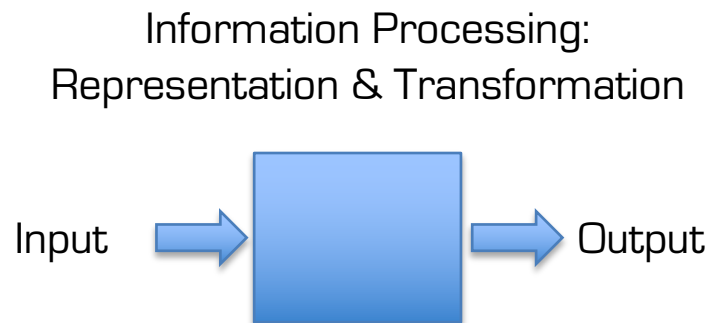 Information Processing:
Representation & Transformation
Input
Output